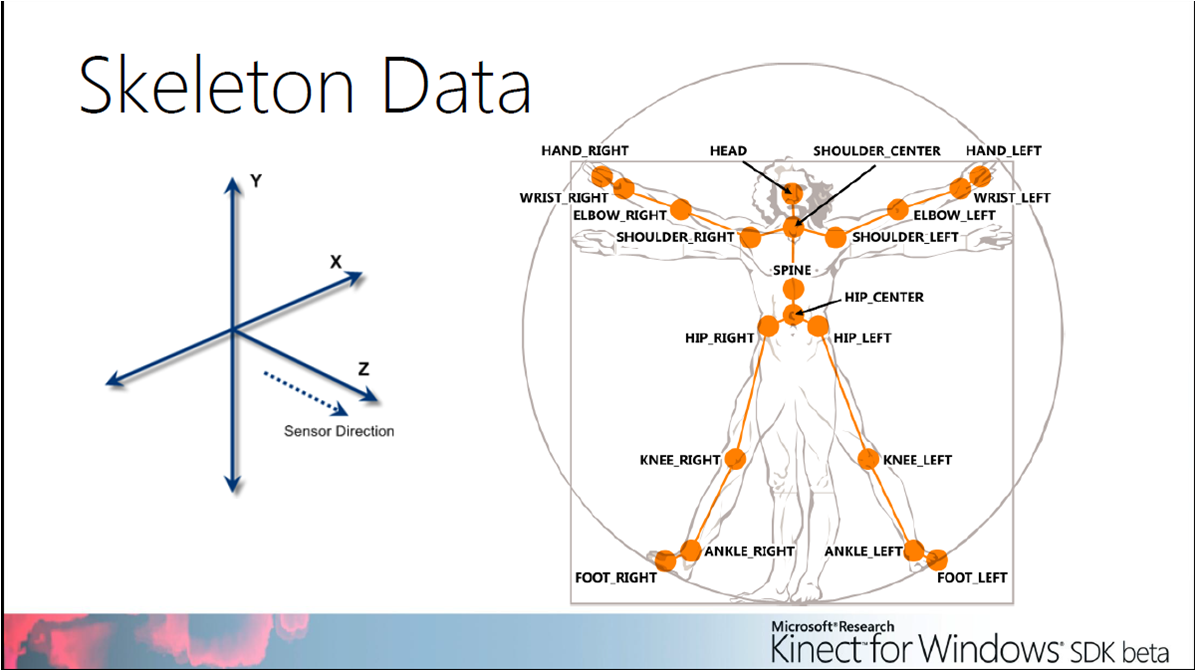 Skeleton Data
Y
X
Z
Sensor Direction
HAND_RIGHT
HEAD
SHOULDER_CENTER
HAND_LEFT
WRIST_RIGHT
WRIST_LEFT
ELBOW_RIGHT
ELBOW_LEFT
SHOULDER_RIGHT
SHOULDER_LEFT
SPINE
HIP_CENTER
HIP_RIGHT
HIP_LEFT
KNEE_RIGHT
KNEE_LEFT
ANKLE_RIGHT
ANKLE_LEFT
FOOT_RIGHT
FOOT_LEFT
Microsoft® Research
Kinect™ for Windows® SDK beta